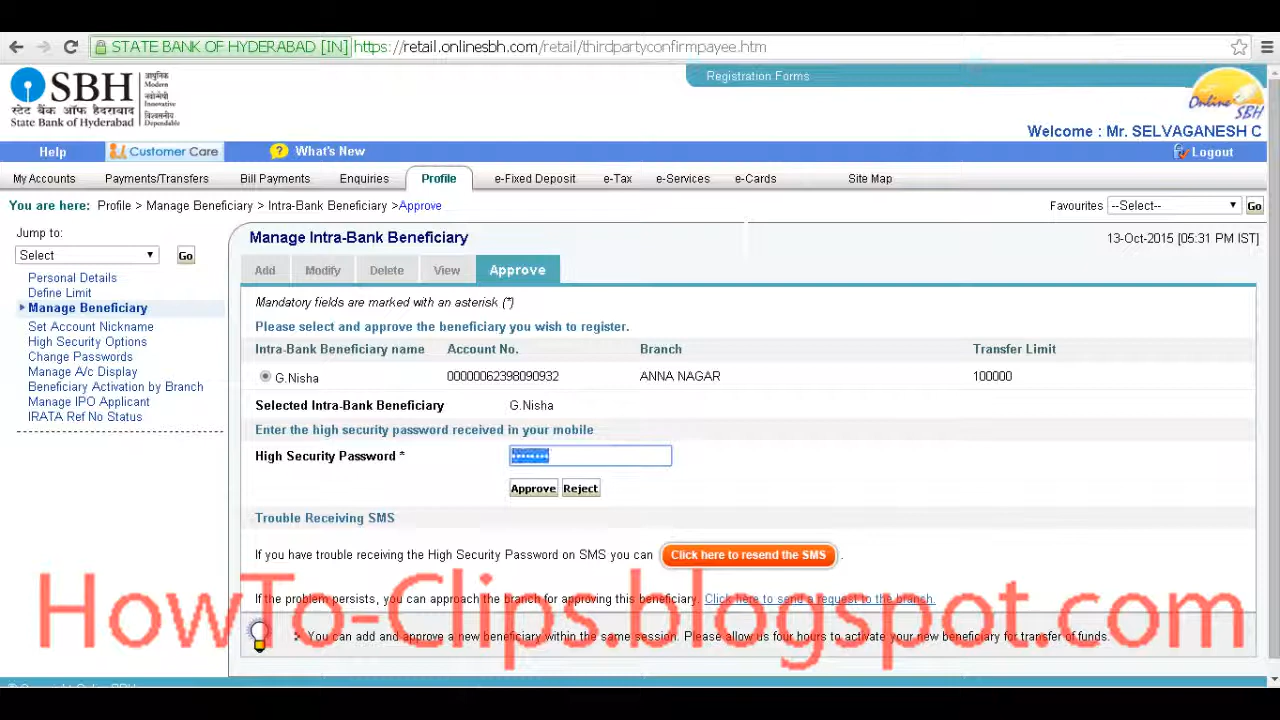 STATE BANK OF HYDERABAD [IN] https://retail.onlinesbh.com/retail/thirdpartyconfirmpayee.htm
SBH
स्टेट बैंक ऑफ हैदराबाद
State Bank of Hyderabad
आधुनिक
Modern
नवोन्मेषी
Innovative
विश्वसनीय
Dependable
Registration Forms
Online SBH
Welcome : Mr. SELVAGANESH C
Help Customer Care ? What's New Logout
My Accounts Payments/Transfers Bill Payments Enquiries Profile e-Fixed Deposit e-Tax e-Services e-Cards Site Map
You are here: Profile > Manage Beneficiary > Intra-Bank Beneficiary >Approve Favourites --Select-- Go
Jump to:
Select Go
Personal Details
Define Limit
Manage Beneficiary
Set Account Nickname
High Security Options
Change Passwords
Manage A/c Display
Beneficiary Activation by Branch
Manage IPO Applicant
IRATA Ref No Status
Manage Intra-Bank Beneficiary 13-Oct-2015 [05:31 PM IST]
Add Modify Delete View Approve
Mandatory fields are marked with an asterisk (*)
Please select and approve the beneficiary you wish to register.
Intra-Bank Beneficiary name Account No. Branch Transfer Limit
G.Nisha 00000062398090932 ANNA NAGAR 100000
Selected Intra-Bank Beneficiary G.Nisha
Enter the high security password received in your mobile
High Security Password *
Approve Reject
Trouble Receiving SMS
If you have trouble receiving the High Security Password on SMS you can Click here to resend the SMS .
If the problem persists, you can approach the branch for approving this beneficiary. Click here to send a request to the branch.
HowTo-Clips.blogspot.com
You can add and approve a new beneficiary within the same session. Please allow us four hours to activate your new beneficiary for transfer of funds.